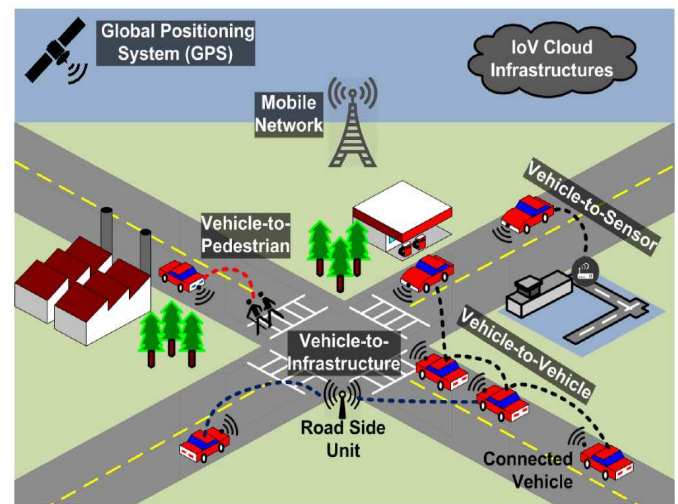 Global Positioning
System (GPS)
IoV Cloud
Infrastructures
Mobile
Network
Vehicle-to-Sensor
Vehicle-to-
Pedestrian
Vehicle-to-
Infrastructure
Vehicle-to-Vehicle
Road Side
Unit
Connected
Vehicle